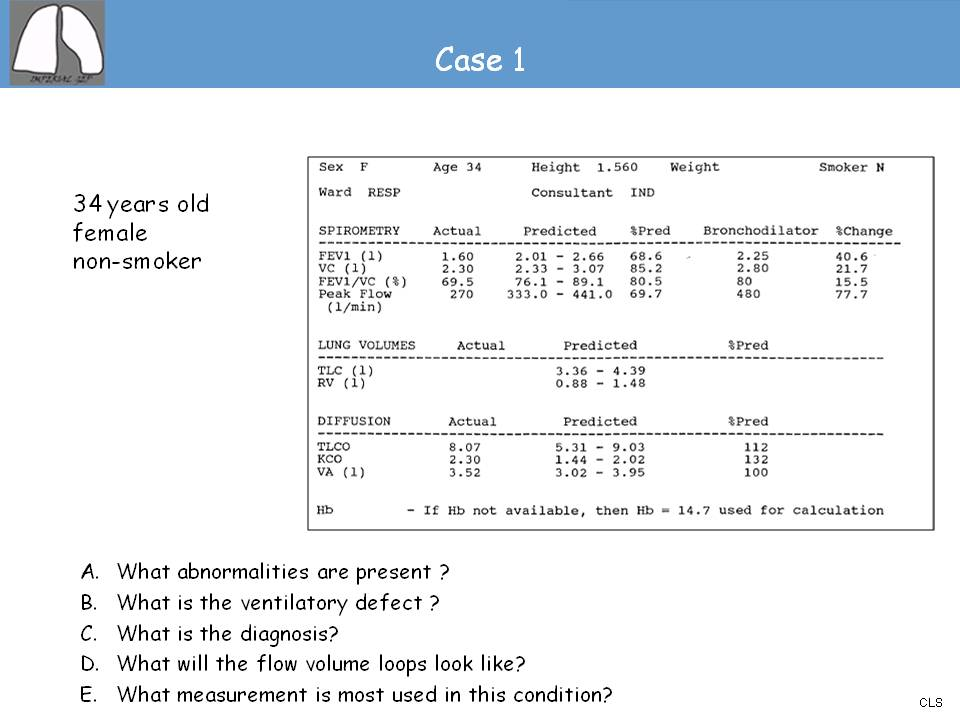 IMPERIAL SEP
Case 1
34 years old
female
non-smoker
Sex F Age 34 Height 1.560 Weight Smoker N
Ward RESP Consultant IND
SPIROMETRY Actual Predicted %Pred Bronchodilator %Change
FEV1 (l) 1.60 2.01 - 2.66 68.6 2.25 40.6
VC (l) 2.30 2.33 - 3.07 85.2 2.80 21.7
FEV1/VC (%) 69.5 76.1 - 89.1 80.5 80 15.5
Peak Flow 270 333.0 - 441.0 69.7 480 77.7
(l/min)
LUNG VOLUMES Actual Predicted %Pred
TLC (l) 3.36 - 4.39
RV (l) 0.88 - 1.48
DIFFUSION Actual Predicted %Pred
TLCO 8.07 5.31 - 9.03 112
KCO 2.30 1.44 - 2.02 132
VA (l) 3.52 3.02 - 3.95 100
Hb - If Hb not available, then Hb = 14.7 used for calculation
A. What abnormalities are present ?
B. What is the ventilatory defect ?
C. What is the diagnosis?
D. What will the flow volume loops look like?
E. What measurement is most used in this condition?
CLS